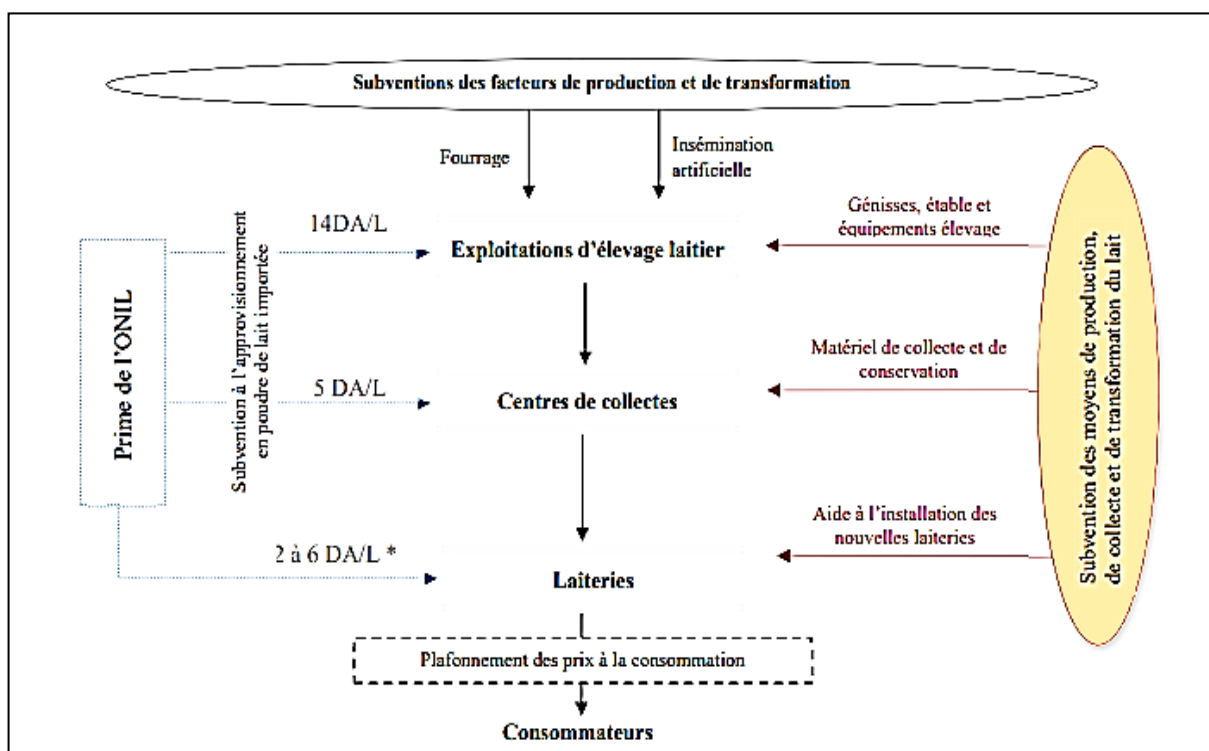 Subventions des facteurs de production et de transformation
Fourrage
Insémination
artificielle
Prime de l'ONIL
Subvention à l'approvisionnement
en poudre de lait importée
14DA/L
Exploitations d'élevage laitier
Génisses, étable et
équipements élevage
5 DA/L
Centres de collectes
Matériel de collecte et de
conservation
2 à 6 DA/L *
Laiteries
Aide à l'installation des
nouvelles laiteries
Subvention des moyens de production,
de collecte et de transformation du lait
Plafonnement des prix à la consommation
Consommateurs